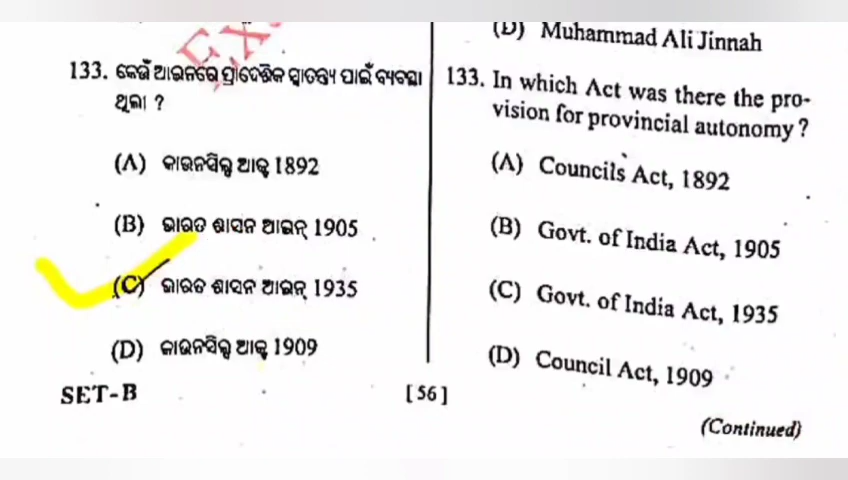 133. କେଉଁ ଆଇନରେ ପ୍ରାଦେଶିକ ସ୍ୱାତନ୍ତ୍ର୍ୟ ପାଇଁ ବ୍ୟବସ୍ଥା
ଥିଲା ?
(A) କାଉନସିଲ୍ସ ଆକ୍ଟ 1892
(B) ଭାରତ ଶାସନ ଆଇନ୍ 1905
(C) ଭାରତ ଶାସନ ଆଇନ୍ 1935
(D) କାଉନସିଲ୍ସ ଆକ୍ଟ 1909
SET-B
[ 56 ]
(D) Muhammad Ali Jinnah
133. In which Act was there the pro-
vision for provincial autonomy ?
(A) Councils Act, 1892
(B) Govt. of India Act, 1905
(C) Govt. of India Act, 1935
(D) Council Act, 1909
(Continued)